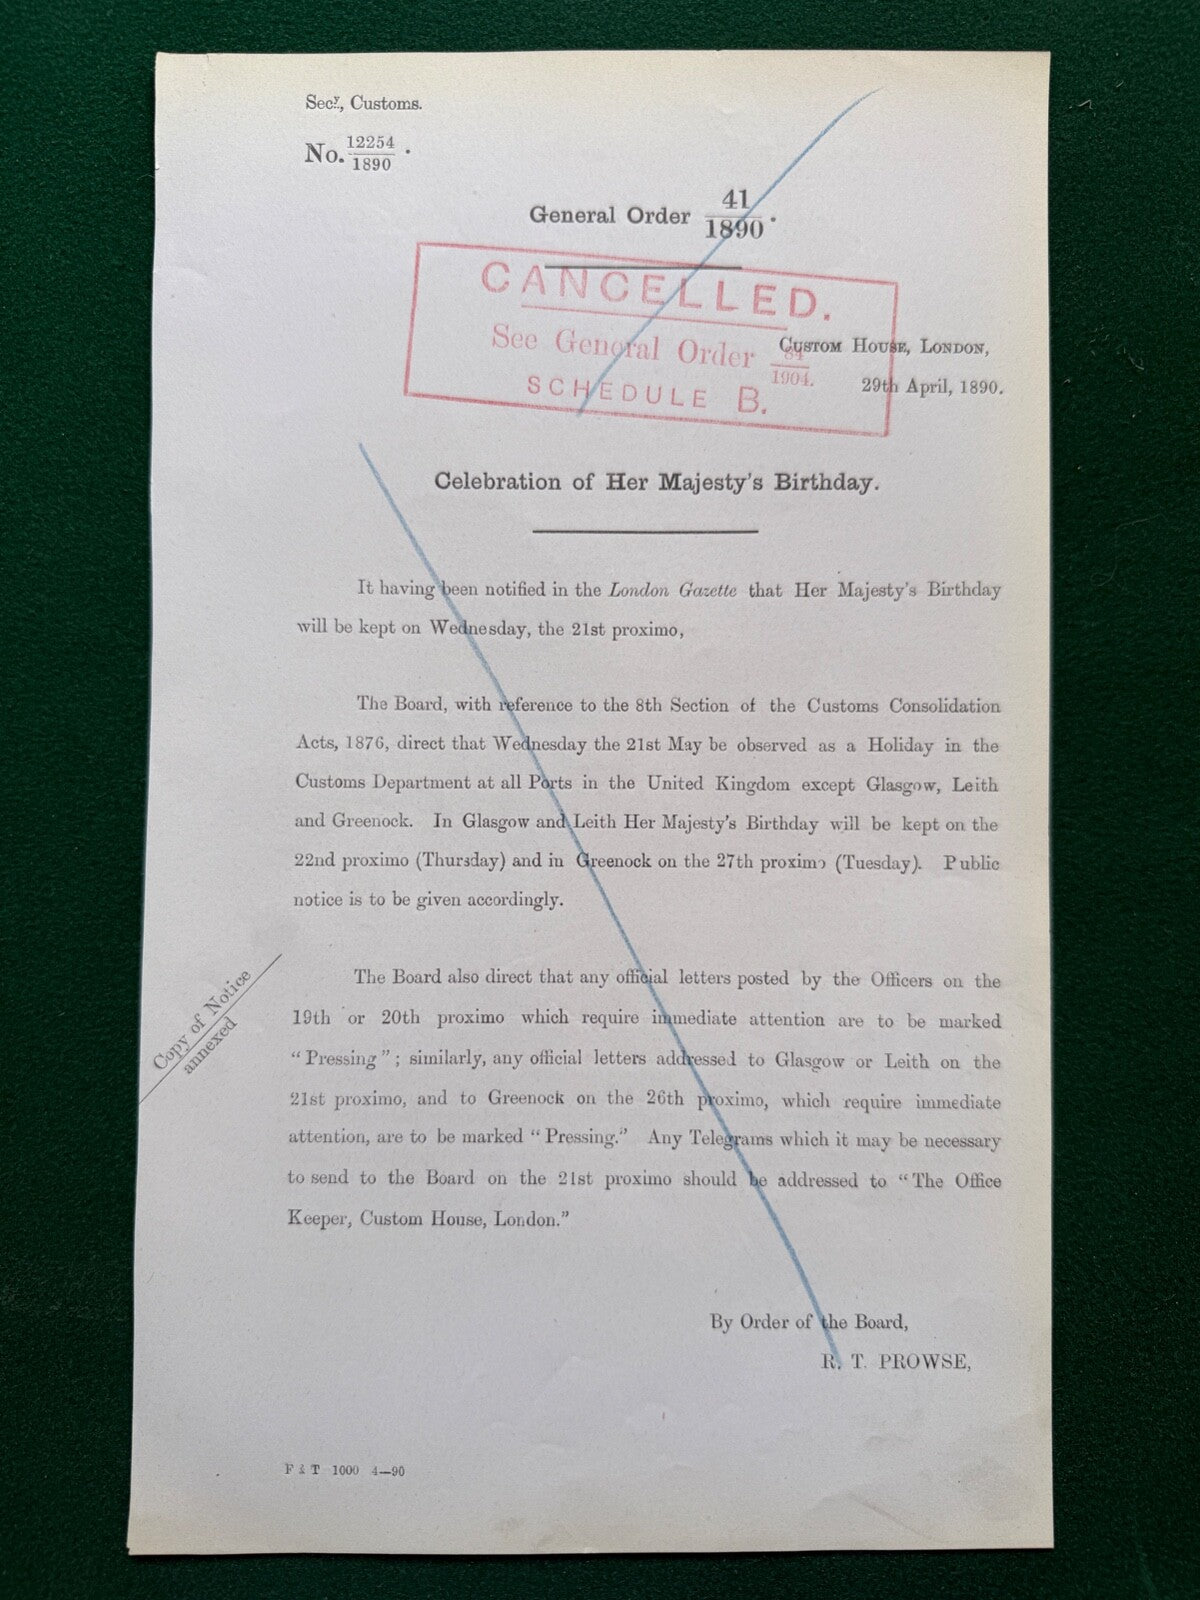 Secy., Customs.
No. 12254/1890.
General Order 41/1890.
CANCELLED.
See General Order 84/1904.
SCHEDULE B.
CUSTOM HOUSE, LONDON,
29th April, 1890.
Celebration of Her Majesty's Birthday.
It having been notified in the London Gazette that Her Majesty's Birthday
will be kept on Wednesday, the 21st proximo,
The Board, with reference to the 8th Section of the Customs Consolidation
Acts, 1876, direct that Wednesday the 21st May be observed as a Holiday in the
Customs Department at all Ports in the United Kingdom except Glasgow, Leith
and Greenock. In Glasgow and Leith Her Majesty's Birthday will be kept on the
22nd proximo (Thursday) and in Greenock on the 27th proximo (Tuesday). Public
notice is to be given accordingly.
Copy of Notice
annexed
The Board also direct that any official letters posted by the Officers on the
19th or 20th proximo which require immediate attention are to be marked
“Pressing”; similarly, any official letters addressed to Glasgow or Leith on the
21st proximo, and to Greenock on the 26th proximo, which require immediate
attention, are to be marked “Pressing.” Any Telegrams which it may be necessary
to send to the Board on the 21st proximo should be addressed to “The Office
Keeper, Custom House, London.”
By Order of the Board,
R. T. PROWSE,
F & T 1000 4—90